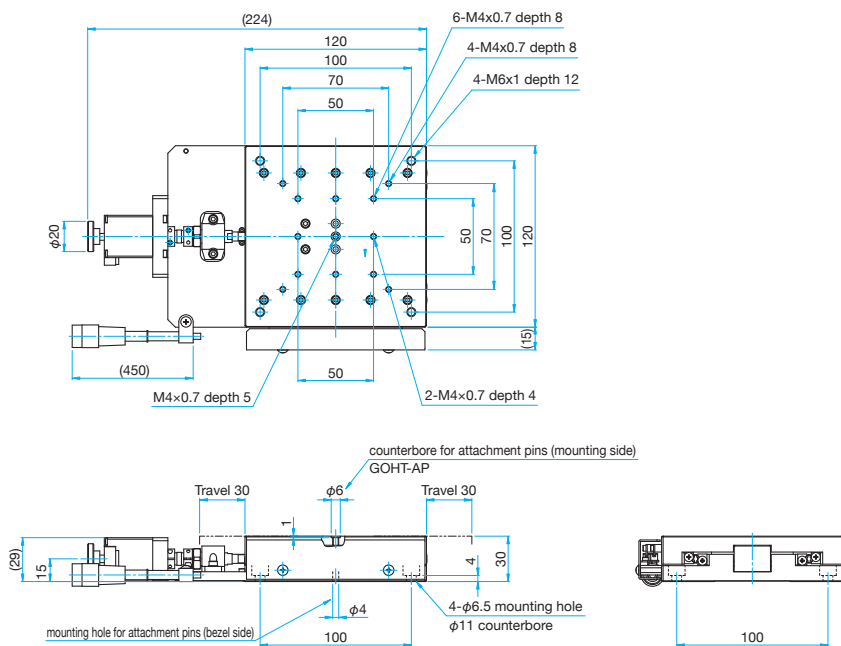 (224)
6-M4x0.7 depth 8
120
4-M4x0.7 depth 8
100
4-M6x1 depth 12
70
50
ϕ20
50
70
100
120
(15)
(450)
50
M4×0.7 depth 5
2-M4×0.7 depth 4
counterbore for attachment pins (mounting side)
GOHT-AP
Travel 30
ϕ6
Travel 30
1
(29)
15
4
30
ϕ4
4-ϕ6.5 mounting hole
mounting hole for attachment pins (bezel side)
ϕ11 counterbore
100
100